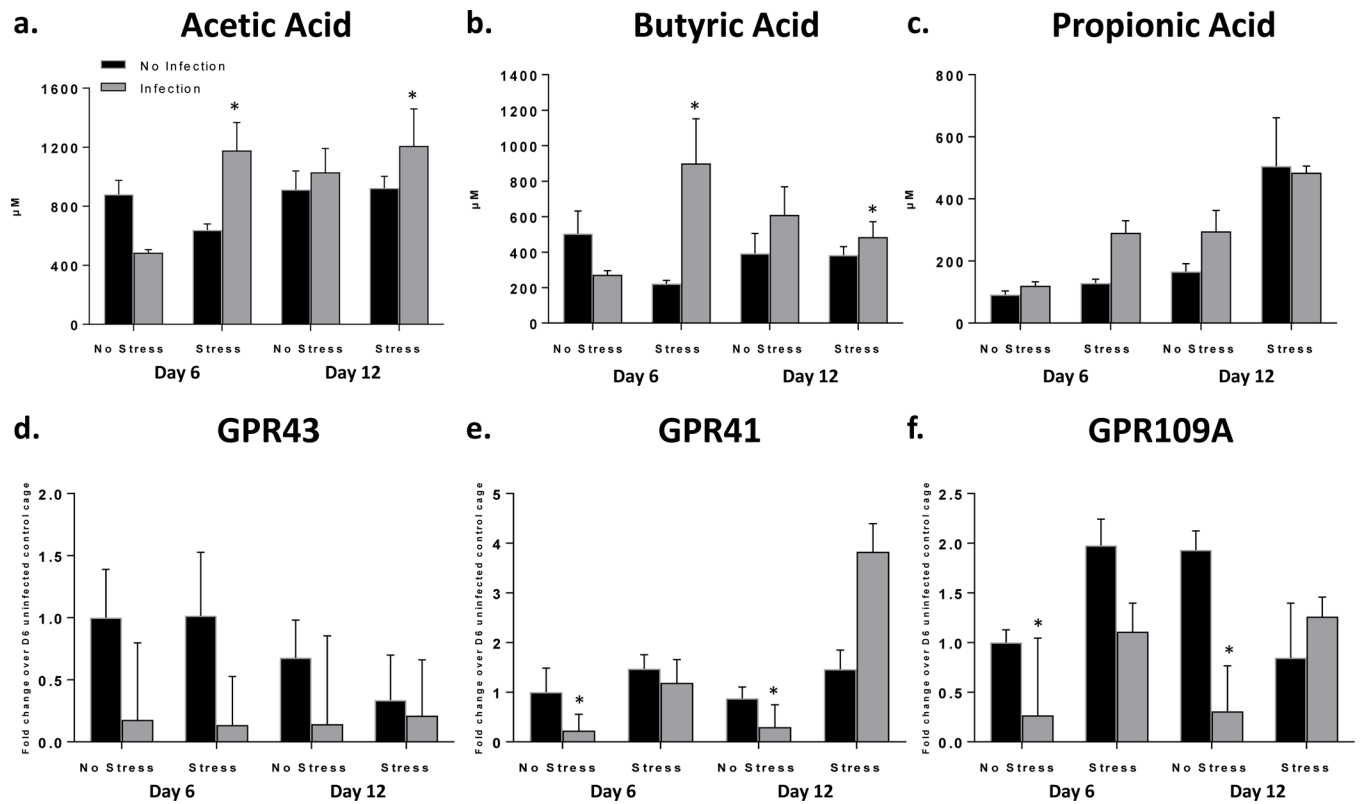 a. Acetic Acid
No Infection
Infection
µM
1600
1200
800
400
0
*
*
No Stress Stress No Stress Stress
Day 6 Day 12
b. Butyric Acid
µM
1400
1200
1000
800
600
400
200
0
*
*
No Stress Stress No Stress Stress
Day 6 Day 12
c. Propionic Acid
µM
800
600
400
200
0
No Stress Stress No Stress Stress
Day 6 Day 12
d. GPR43
Fold change over D6 uninfected control cage
2.0
1.5
1.0
0.5
0.0
No Stress Stress No Stress Stress
Day 6 Day 12
e. GPR41
Fold change over D6 uninfected control cage
5
4
3
2
1
0
*
*
No Stress Stress No Stress Stress
Day 6 Day 12
f. GPR109A
Fold change over D6 uninfected control cage
2.5
2.0
1.5
1.0
0.5
0.0
*
*
No Stress Stress No Stress Stress
Day 6 Day 12